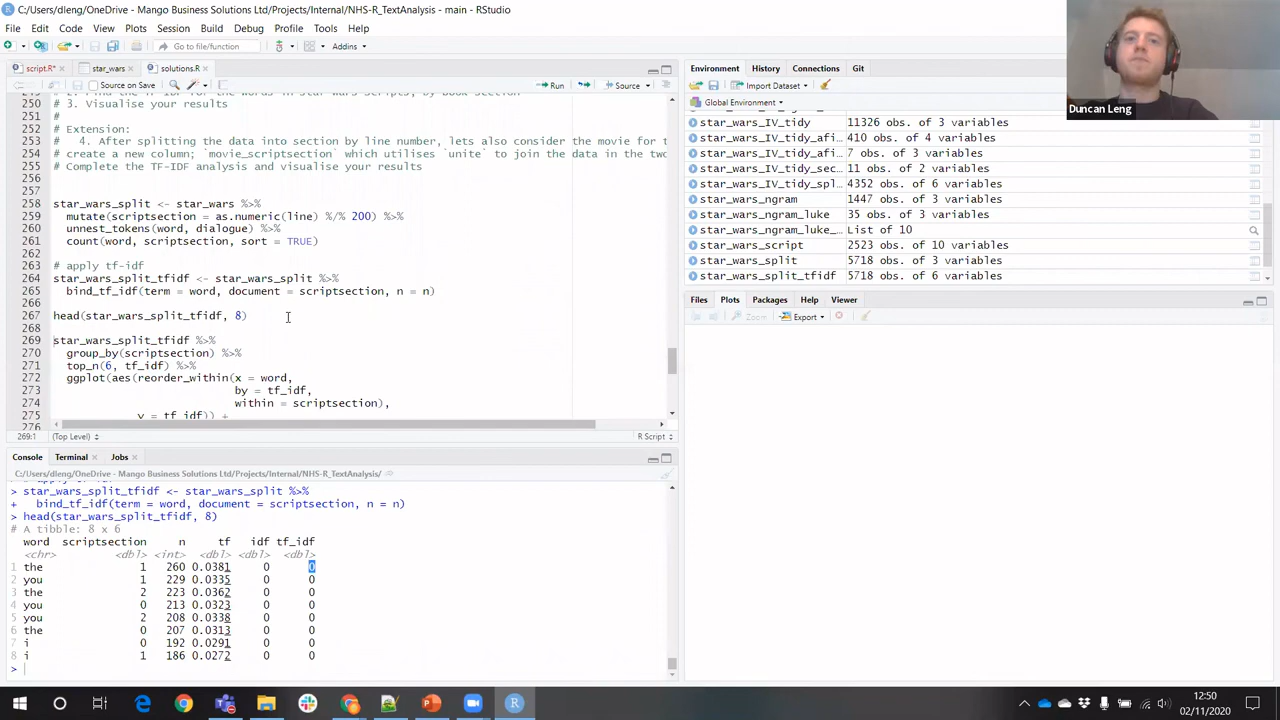 C:/Users/dleng/OneDrive - Mango Business Solutions Ltd/Projects/Internal/NHS-R_TextAnalysis - main - RStudio
File Edit Code View Plots Session Build Debug Profile Tools Help
Go to file/function
Addins
script.R* star_wars solutions.R
Source on Save
Run
Source
250 # 3. Visualise your results
251 #
252 # Extension:
253 #   4. After splitting the data into section by line number, lets also consider the movie for t
254 # create a new column; `movie_scriptsection` which utilises `unite` to join the data in the two
255 # Complete the TF-IDF analysis and visualise your results
256
257
258 star_wars_split <- star_wars %>%
259   mutate(scriptsection = as.numeric(line) %/% 200) %>%
260   unnest_tokens(word, dialogue) %>%
261   count(word, scriptsection, sort = TRUE)
262
263 # apply tf-idf
264 star_wars_split_tfidf <- star_wars_split %>%
265   bind_tf_idf(term = word, document = scriptsection, n = n)
266
267 head(star_wars_split_tfidf, 8)
268
269 star_wars_split_tfidf %>%
270   group_by(scriptsection) %>%
271   top_n(6, tf_idf) %>%
272   ggplot(aes(reorder_within(x = word,
273                             by = tf_idf,
274                             within = scriptsection),
275              y = tf_idf)) +
276
269:1 (Top Level) R Script
Console Terminal Jobs
C:/Users/dleng/OneDrive - Mango Business Solutions Ltd/Projects/Internal/NHS-R_TextAnalysis/
> star_wars_split_tfidf <- star_wars_split %>%
+   bind_tf_idf(term = word, document = scriptsection, n = n)
> head(star_wars_split_tfidf, 8)
# A tibble: 8 x 6
word scriptsection n tf idf tf_idf
<chr> <dbl> <int> <dbl> <dbl> <dbl>
1 the 1 260 0.0381 0 0
2 you 1 229 0.0335 0 0
3 the 2 223 0.0362 0 0
4 you 0 213 0.0323 0 0
5 you 2 208 0.0338 0 0
6 the 0 207 0.0313 0 0
7 i 0 192 0.0291 0 0
8 i 1 186 0.0272 0 0
>
Environment History Connections Git
Import Dataset
Global Environment
star_wars_IV_tidy 11326 obs. of 3 variables
star_wars_IV_tidy_afi… 410 obs. of 4 variables
star_wars_IV_tidy_afi… 7 obs. of 3 variables
star_wars_IV_tidy_sec… 11 obs. of 2 variables
star_wars_IV_tidy_spl… 4352 obs. of 6 variables
star_wars_ngram 1447 obs. of 3 variables
star_wars_ngram_luke 35 obs. of 3 variables
star_wars_ngram_luke_… List of 10
star_wars_script 2523 obs. of 10 variables
star_wars_split 5718 obs. of 3 variables
star_wars_split_tfidf 5718 obs. of 6 variables
Files Plots Packages Help Viewer
Zoom Export
Duncan Leng
12:50
02/11/2020